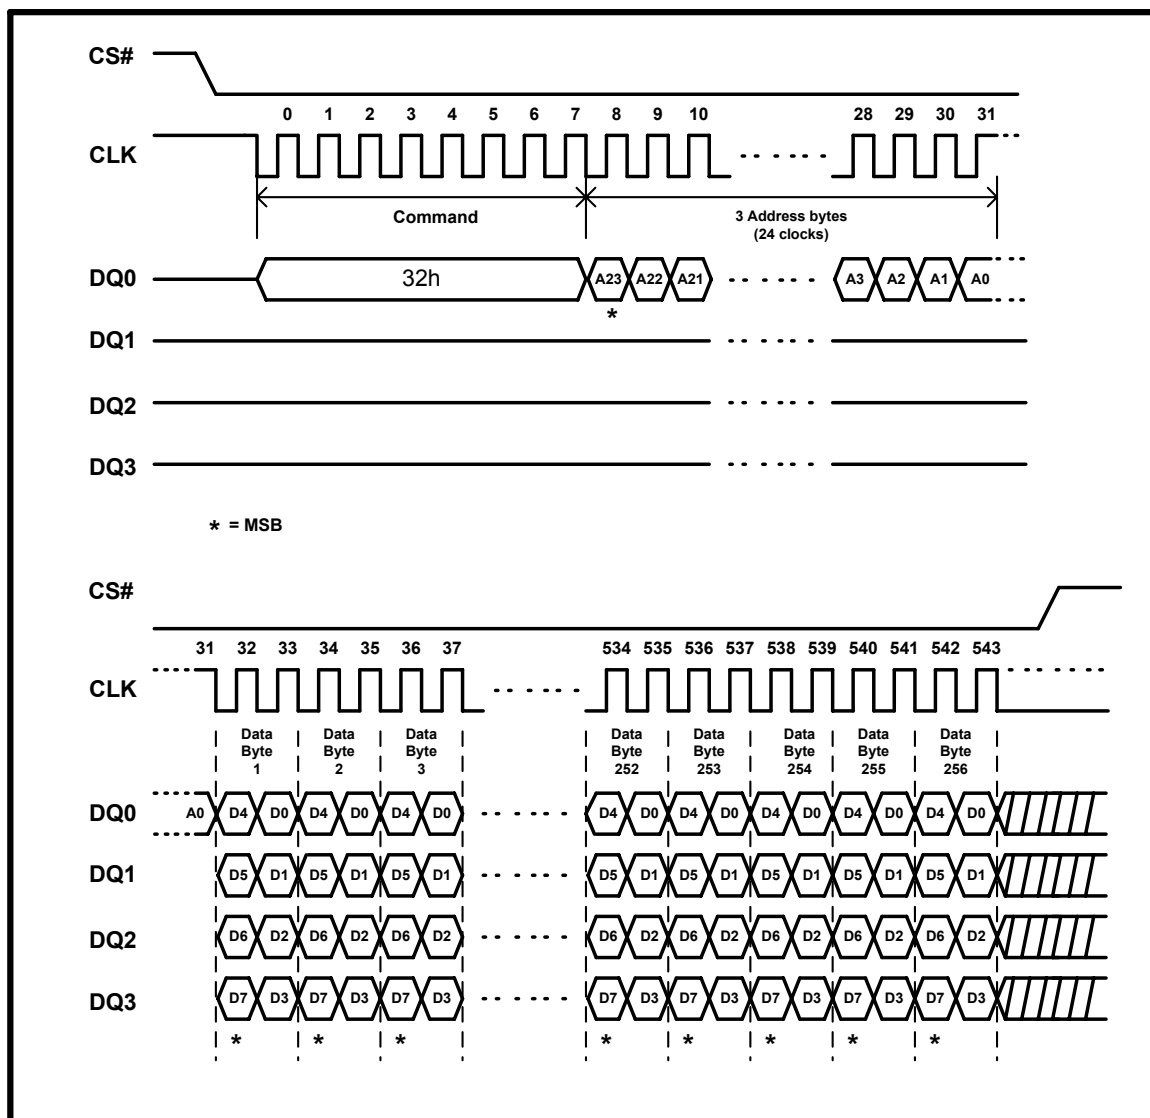 CS#
0 1 2 3 4 5 6 7 8 9 10 28 29 30 31
CLK
Command
3 Address bytes
(24 clocks)
DQ0 32h A23 A22 A21 A3 A2 A1 A0
*
DQ1
DQ2
DQ3
* = MSB
CS#
31 32 33 34 35 36 37 534 535 536 537 538 539 540 541 542 543
CLK
Data Data Data Data Data Data Data Data
Byte Byte Byte Byte Byte Byte Byte Byte
1 2 3 252 253 254 255 256
DQ0 A0 D4 D0 D4 D0 D4 D0 D4 D0 D4 D0 D4 D0 D4 D0 D4 D0
DQ1 D5 D1 D5 D1 D5 D1 D5 D1 D5 D1 D5 D1 D5 D1 D5 D1
DQ2 D6 D2 D6 D2 D6 D2 D6 D2 D6 D2 D6 D2 D6 D2 D6 D2
DQ3 D7 D3 D7 D3 D7 D3 D7 D3 D7 D3 D7 D3 D7 D3 D7 D3
* * * * * * * *